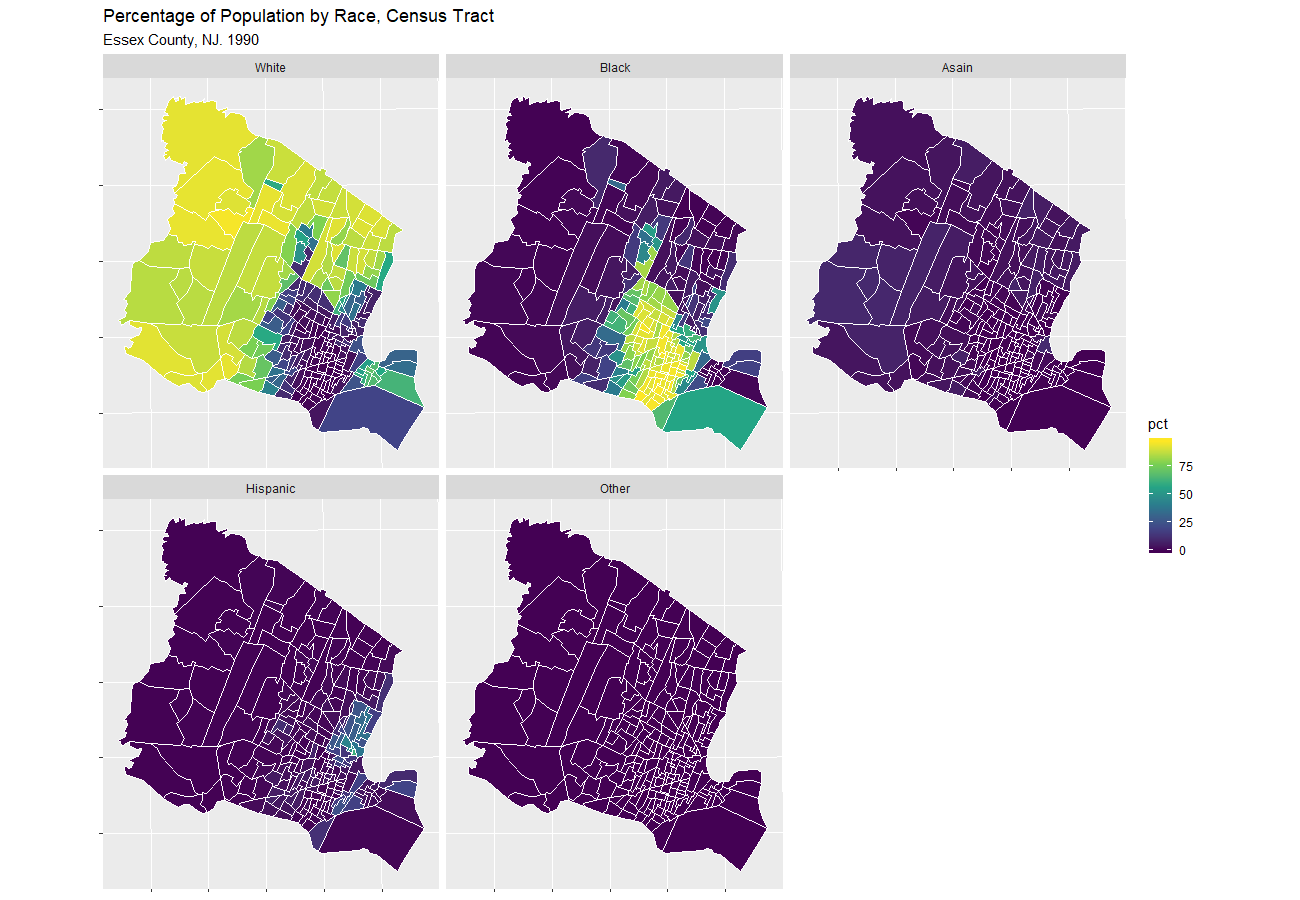 Percentage of Population by Race, Census Tract
Essex County, NJ. 1990
White
Black
Asain
pct
75
50
25
0
Hispanic
Other